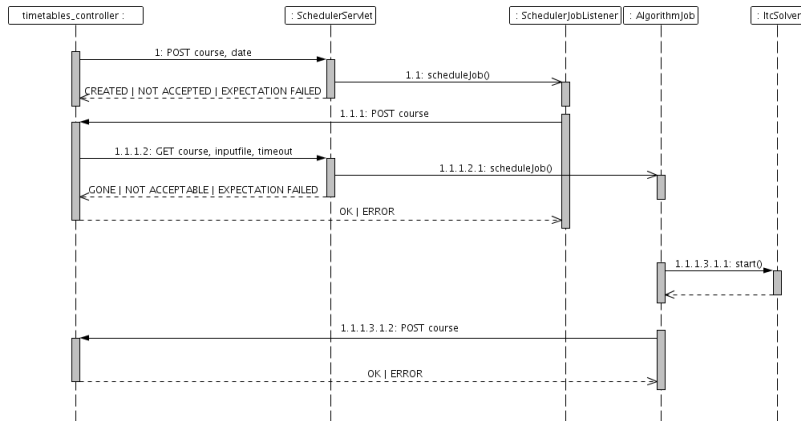 timetables_controller :
: SchedulerServlet
: SchedulerJobListener
: AlgorithmJob
: ItcSolver
1: POST course, date
1.1: scheduleJob()
CREATED | NOT ACCEPTED | EXPECTATION FAILED
1.1.1: POST course
1.1.1.2: GET course, inputfile, timeout
1.1.1.2.1: scheduleJob()
GONE | NOT ACCEPTABLE | EXPECTATION FAILED
OK | ERROR
1.1.1.3.1.1: start()
1.1.1.3.1.2: POST course
OK | ERROR